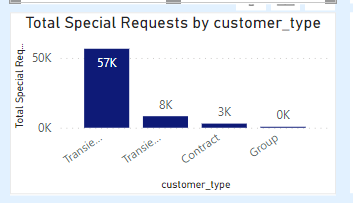 Total Special Requests by customer_type
Total Special Req...
50K
0K
57K
8K
3K
0K
Transie...
Transie...
Contract
Group
customer_type